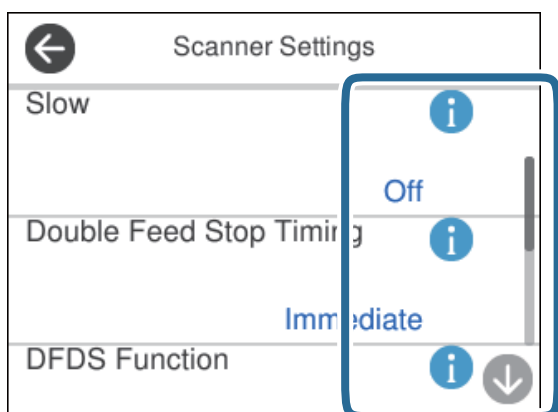 Scanner Settings
Slow
i
Off
Double Feed Stop Timing
i
Immediate
DFDS Function
i